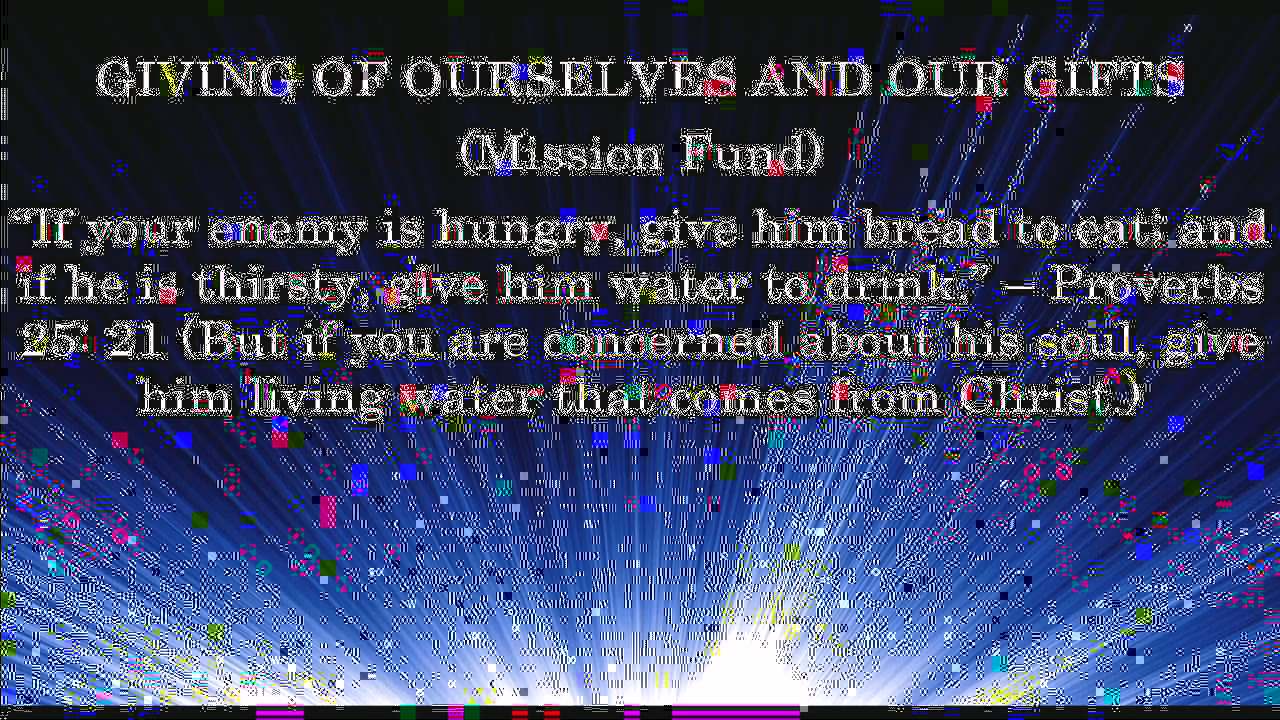 GIVING OF OURSELVES AND OUR GIFTS
(Mission Fund)
“If your enemy is hungry, give him bread to eat; and
if he is thirsty, give him water to drink.” – Proverbs
25: 21 (But if you are concerned about his soul, give
him living water that comes from Christ.)